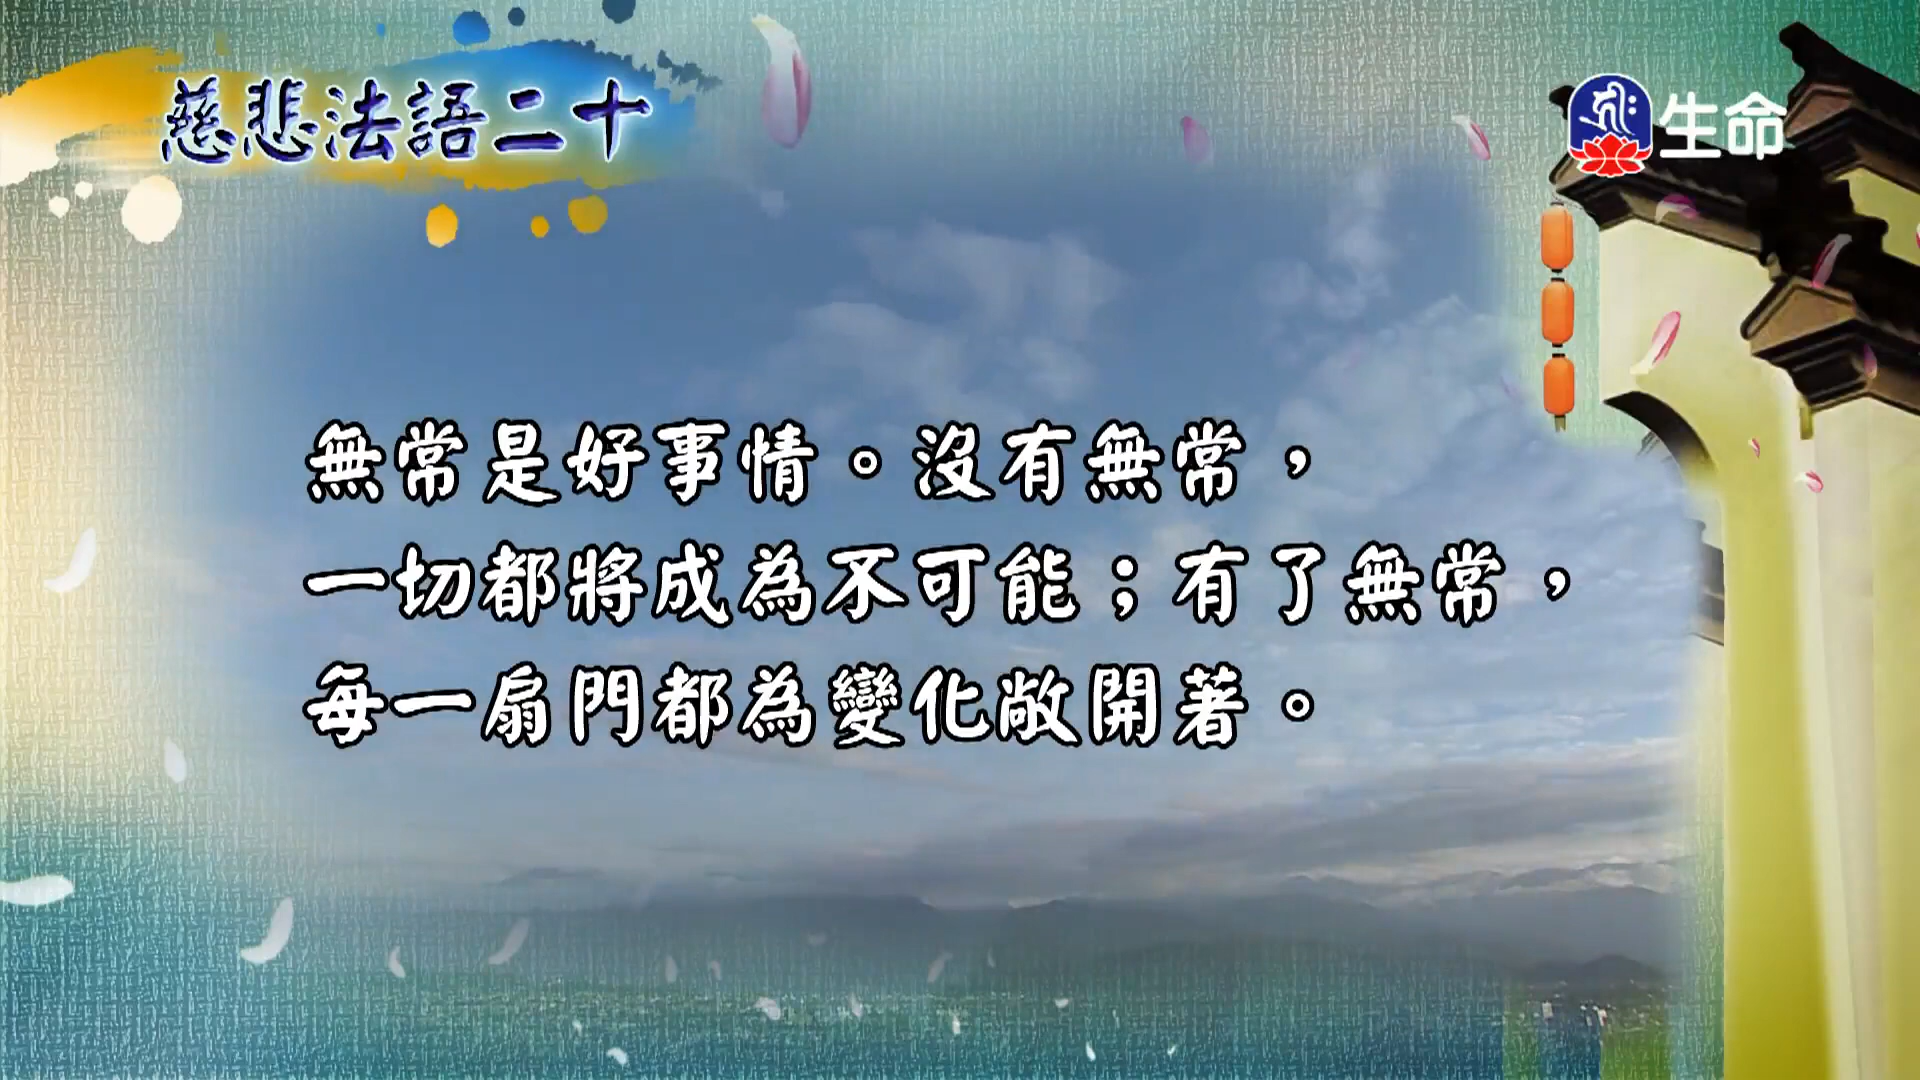 慈悲法語二十
生命
無常是好事情。沒有無常，
一切都將成為不可能；有了無常，
每一扇門都為變化敞開著。